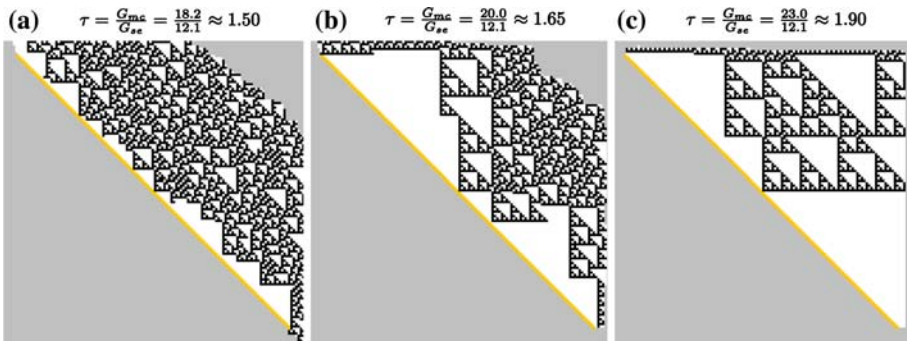 (a) τ = G_mc/G_se = 18.2/12.1 ≈ 1.50
(b) τ = G_mc/G_se = 20.0/12.1 ≈ 1.65
(c) τ = G_mc/G_se = 23.0/12.1 ≈ 1.90